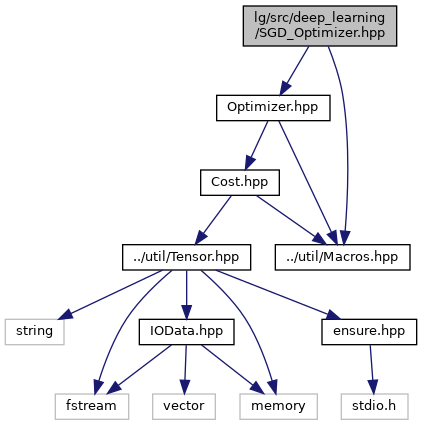 lg/src/deep_learning
/SGD_Optimizer.hpp
Optimizer.hpp
Cost.hpp
../util/Tensor.hpp
../util/Macros.hpp
string
IOData.hpp
ensure.hpp
fstream
vector
memory
stdio.h